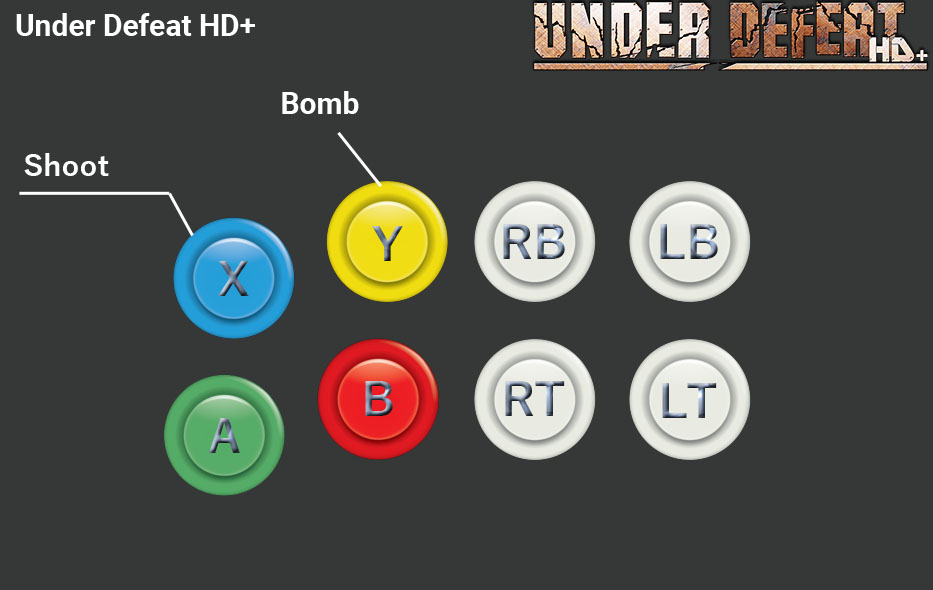 Under Defeat HD+
UNDER DEFEAT HD+
Bomb
Shoot
X
Y
RB
LB
A
B
RT
LT